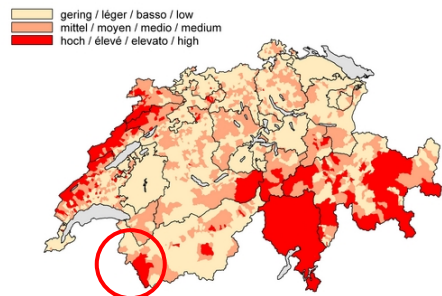 gering / léger / basso / low
mittel / moyen / medio / medium
hoch / élevé / elevato / high